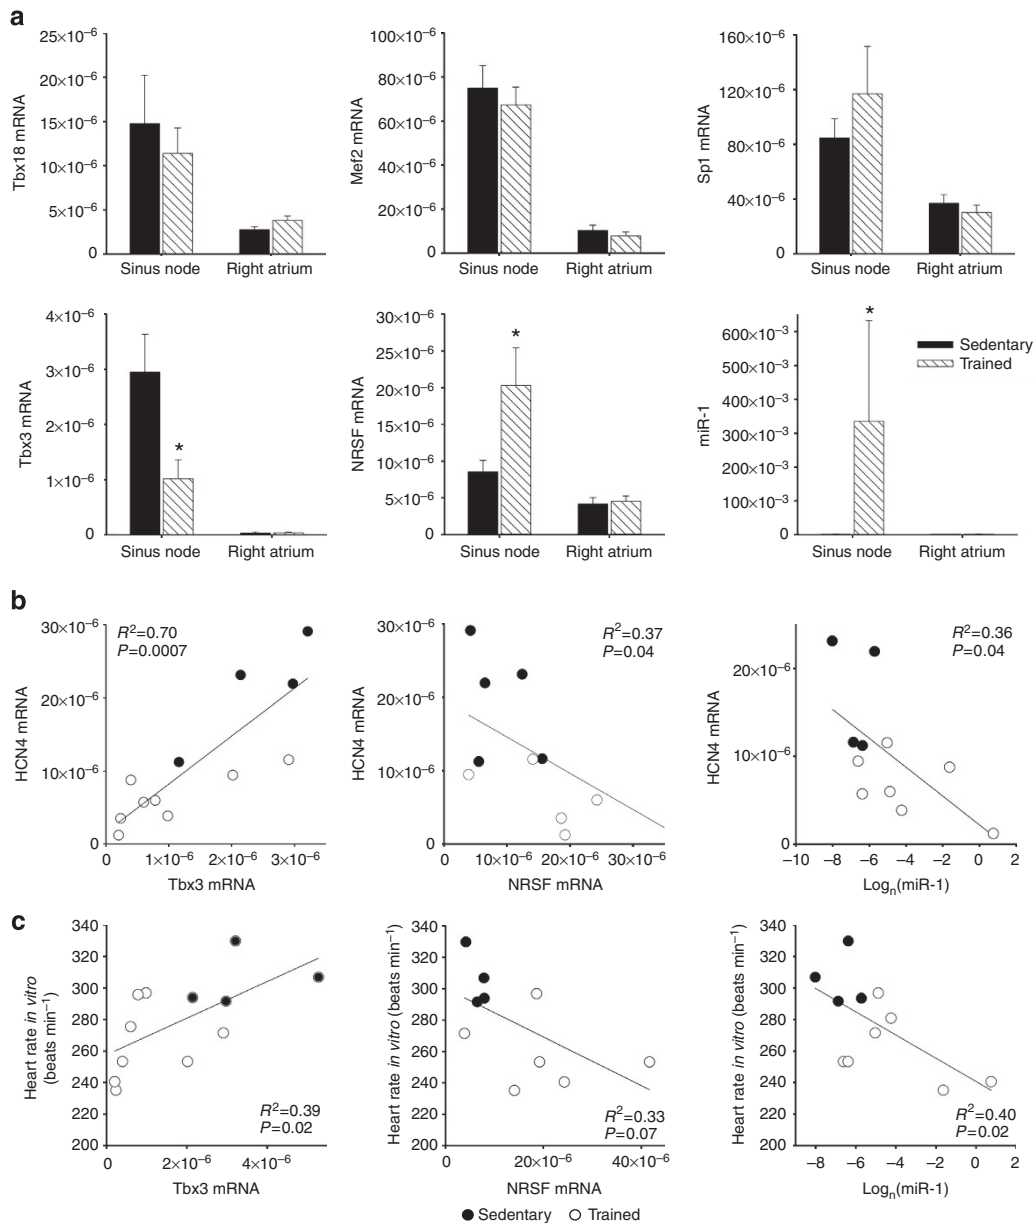 a
Tbx18 mRNA
25×10⁻⁶
20×10⁻⁶
15×10⁻⁶
10×10⁻⁶
5×10⁻⁶
0
Sinus node Right atrium
Mef2 mRNA
100×10⁻⁶
80×10⁻⁶
60×10⁻⁶
40×10⁻⁶
20×10⁻⁶
0
Sinus node Right atrium
Sp1 mRNA
160×10⁻⁶
120×10⁻⁶
80×10⁻⁶
40×10⁻⁶
0
Sinus node Right atrium
Tbx3 mRNA
4×10⁻⁶
3×10⁻⁶
2×10⁻⁶
1×10⁻⁶
0
*
Sinus node Right atrium
NRSF mRNA
30×10⁻⁶
25×10⁻⁶
20×10⁻⁶
15×10⁻⁶
10×10⁻⁶
5×10⁻⁶
0
*
Sinus node Right atrium
miR-1
600×10⁻³
500×10⁻³
400×10⁻³
300×10⁻³
200×10⁻³
100×10⁻³
0
*
Sedentary
Trained
Sinus node Right atrium
b
HCN4 mRNA
30×10⁻⁶
20×10⁻⁶
10×10⁻⁶
0
R²=0.70
P=0.0007
0 1×10⁻⁶ 2×10⁻⁶ 3×10⁻⁶
Tbx3 mRNA
HCN4 mRNA
30×10⁻⁶
20×10⁻⁶
10×10⁻⁶
0
R²=0.37
P=0.04
0 10×10⁻⁶ 20×10⁻⁶ 30×10⁻⁶
NRSF mRNA
HCN4 mRNA
20×10⁻⁶
10×10⁻⁶
0
R²=0.36
P=0.04
−10 −8 −6 −4 −2 0 2
Logₙ(miR-1)
c
Heart rate in vitro
(beats min⁻¹)
340
320
300
280
260
240
220
200
R²=0.39
P=0.02
0 2×10⁻⁶ 4×10⁻⁶
Tbx3 mRNA
Heart rate in vitro (beats min⁻¹)
340
320
300
280
260
240
220
200
R²=0.33
P=0.07
0 20×10⁻⁶ 40×10⁻⁶
NRSF mRNA
Heart rate in vitro (beats min⁻¹)
340
320
300
280
260
240
220
200
R²=0.40
P=0.02
−8 −6 −4 −2 0 2
Logₙ(miR-1)
Sedentary Trained